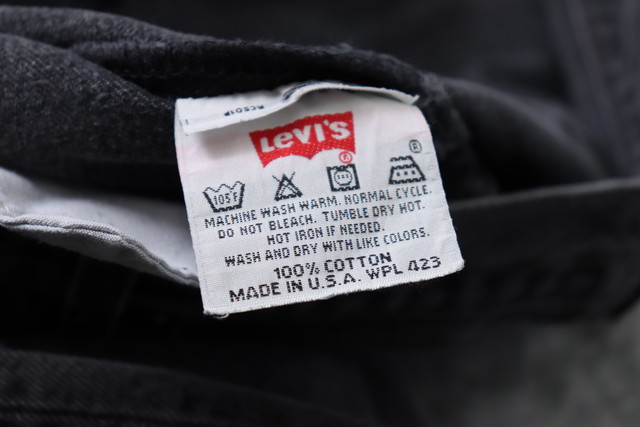 LEVI'S
105F
MACHINE WASH WARM. NORMAL CYCLE.
DO NOT BLEACH. TUMBLE DRY HOT.
HOT IRON IF NEEDED.
WASH AND DRY WITH LIKE COLORS.
100% COTTON
MADE IN U.S.A. WPL 423